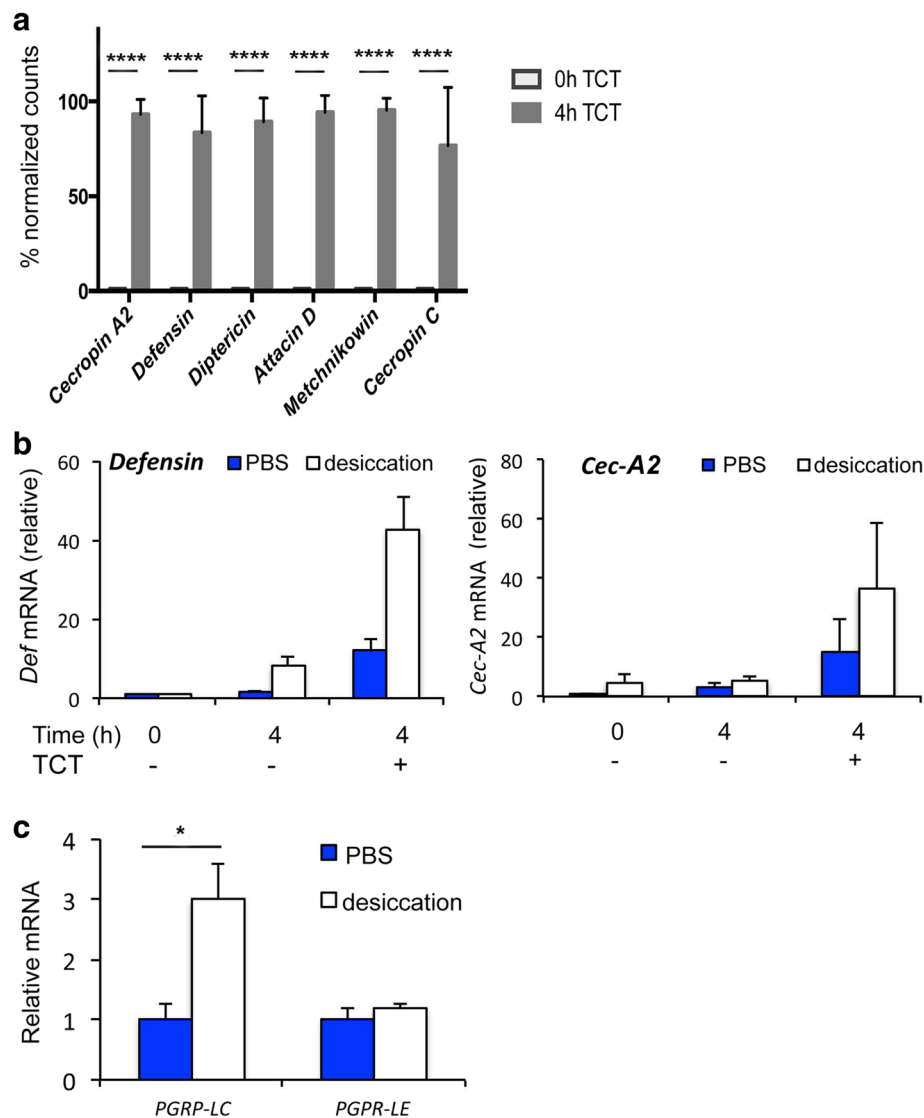 a
% normalized counts
100
50
0
**** **** **** **** **** ****
0h TCT
4h TCT
Cecropin A2
Defensin
Diptericin
Attacin D
Metchnikowin
Cecropin C
b
Defensin
PBS desiccation
Def mRNA (relative)
60
40
20
0
Time (h) 0 4 4
TCT - - +
Cec-A2
PBS desiccation
Cec-A2 mRNA (relative)
80
60
40
20
0
0 4 4
- - +
c
Relative mRNA
4
3
2
1
0
*
PBS
desiccation
PGRP-LC
PGPR-LE